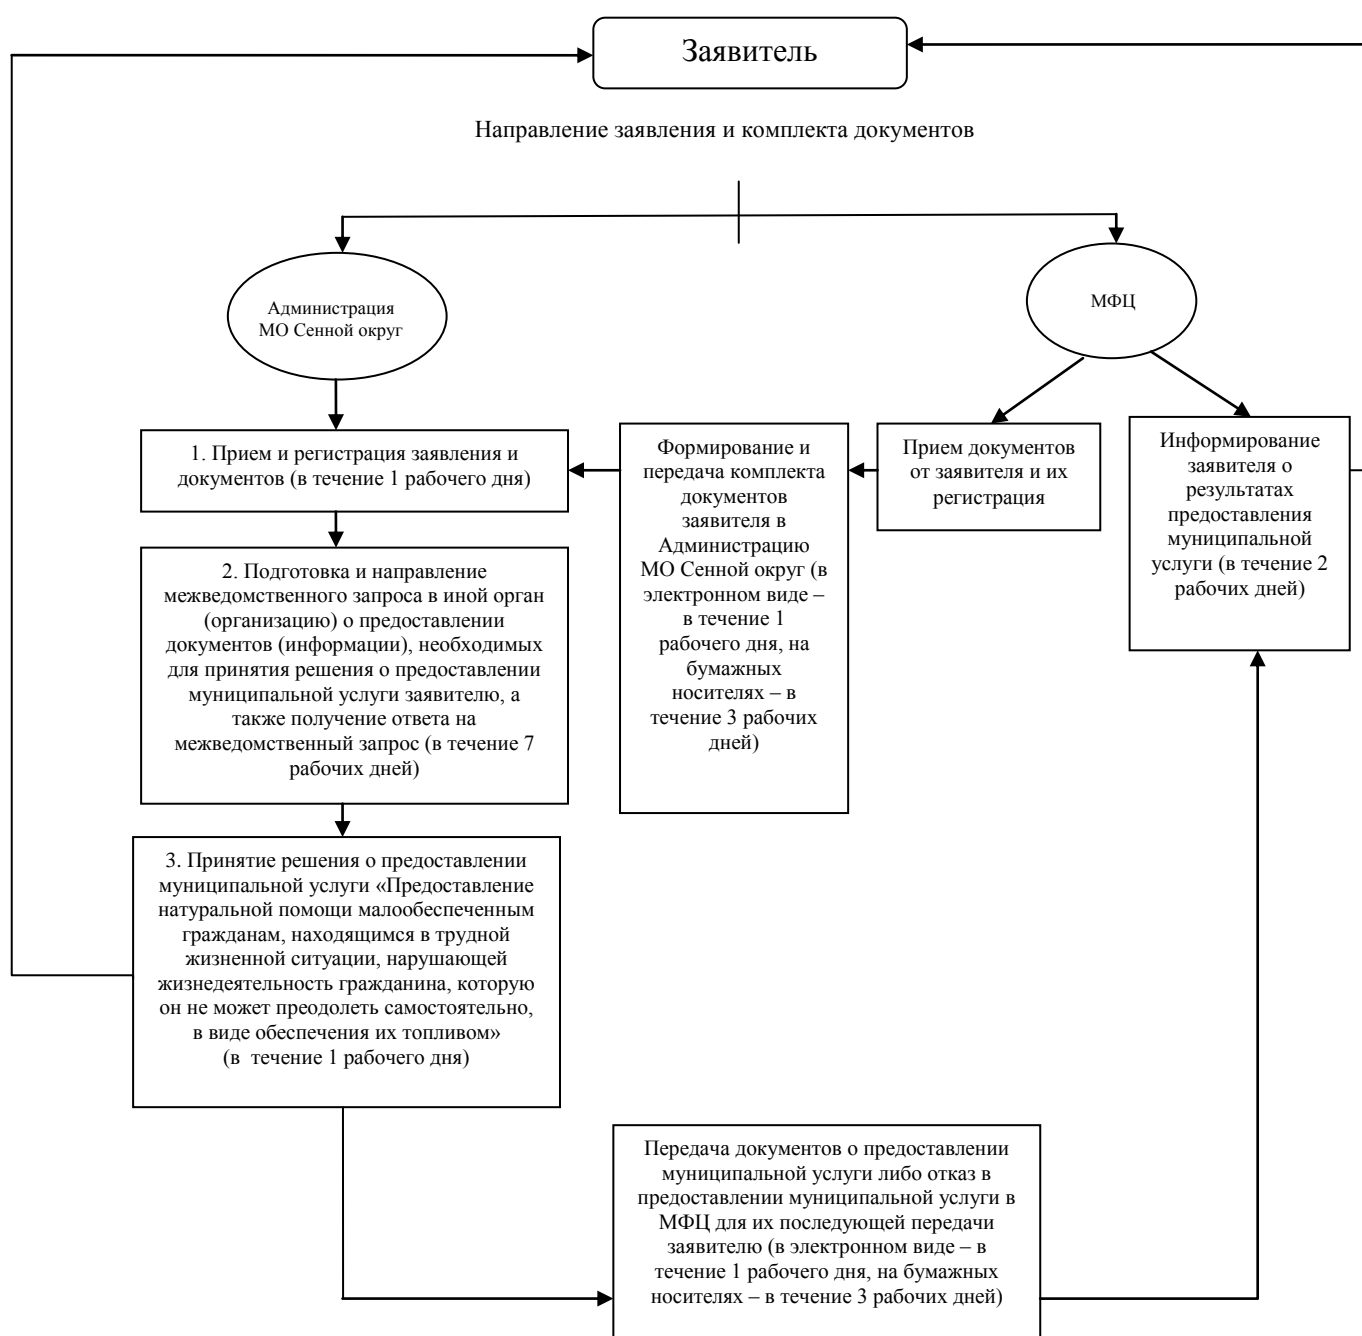 Заявитель
Направление заявления и комплекта документов
Администрация
МО Сенной округ
МФЦ
1. Прием и регистрация заявления и
документов (в течение 1 рабочего дня)
Формирование и
передача комплекта
документов
заявителя в
Администрацию
МО Сенной округ (в
электронном виде –
в течение 1
рабочего дня, на
бумажных
носителях – в
течение 3 рабочих
дней)
Прием документов
от заявителя и их
регистрация
Информирование
заявителя о
результатах
предоставления
муниципальной
услуги (в течение 2
рабочих дней)
2. Подготовка и направление
межведомственного запроса в иной орган
(организацию) о предоставлении
документов (информации), необходимых
для принятия решения о предоставлении
муниципальной услуги заявителю, а
также получение ответа на
межведомственный запрос (в течение 7
рабочих дней)
3. Принятие решения о предоставлении
муниципальной услуги «Предоставление
натуральной помощи малообеспеченным
гражданам, находящимся в трудной
жизненной ситуации, нарушающей
жизнедеятельность гражданина, которую
он не может преодолеть самостоятельно,
в виде обеспечения их топливом»
(в течение 1 рабочего дня)
Передача документов о предоставлении
муниципальной услуги либо отказ в
предоставлении муниципальной услуги в
МФЦ для их последующей передачи
заявителю (в электронном виде – в
течение 1 рабочего дня, на бумажных
носителях – в течение 3 рабочих дней)